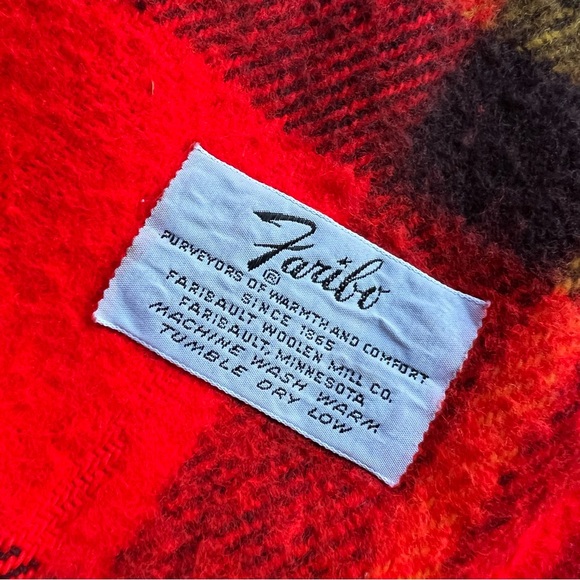 Faribo
®
PURVEYORS OF WARMTH AND COMFORT
SINCE 1865
FARIBAULT WOOLEN MILL CO.
FARIBAULT, MINNESOTA
MACHINE WASH WARM
TUMBLE DRY LOW